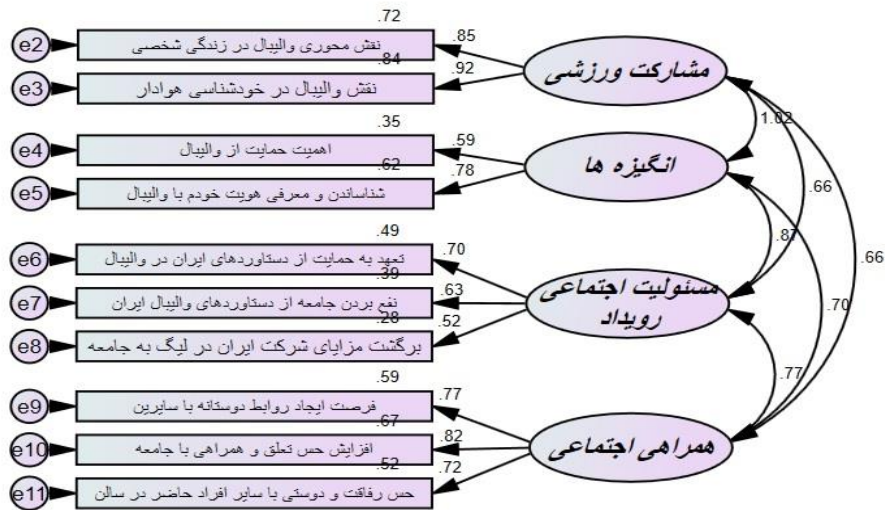 .72
e2
نقش محوری والیبال در زندگی شخصی
.85
مشارکت ورزشی
.84
e3
نقش والیبال در خودشناسی هوادار
.92
1.02
.35
e4
اهمیت حمایت از والیبال
.59
انگیزه ها
.62
e5
شناساندن و معرفی هویت خودم با والیبال
.78
.66
.66
.87
.70
.49
e6
تعهد به حمایت از دستاوردهای ایران در والیبال
.70
مسئولیت اجتماعی
رویداد
.39
e7
نفع بردن جامعه از دستاوردهای والیبال ایران
.63
.28
e8
برگشت مزایای شرکت ایران در لیگ به جامعه
.52
.77
.59
e9
فرصت ایجاد روابط دوستانه با سایرین
.77
.67
e10
افزایش حس تعلق و همراهی با جامعه
.82
همراهی اجتماعی
.52
e11
حس رفاقت و دوستی با سایر افراد حاضر در سالن
.72